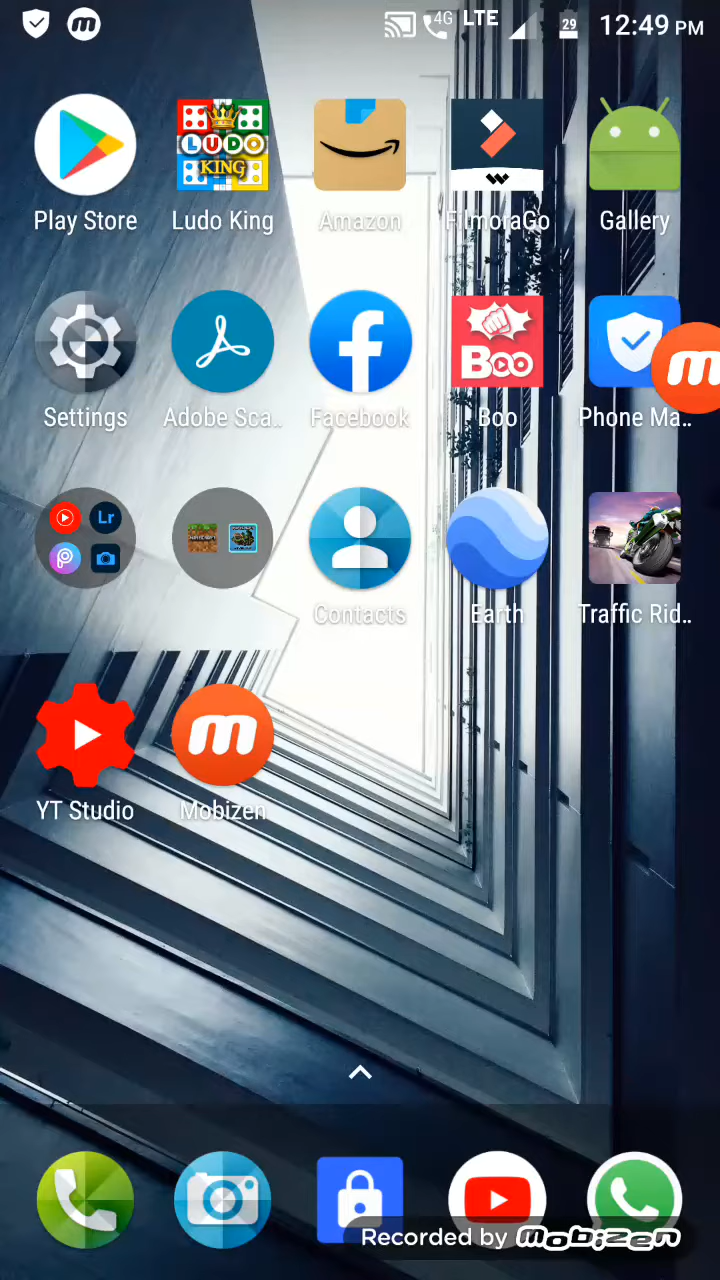 4G LTE 29 12:49 PM
LUDO
KING
Play Store Ludo King Amazon FilmoraGo Gallery
BOO
m
Settings Adobe Sca.. Facebook Boo Phone Ma..
Lr
Contacts Earth Traffic Rid..
m
YT Studio Mobizen
Recorded by mobizen